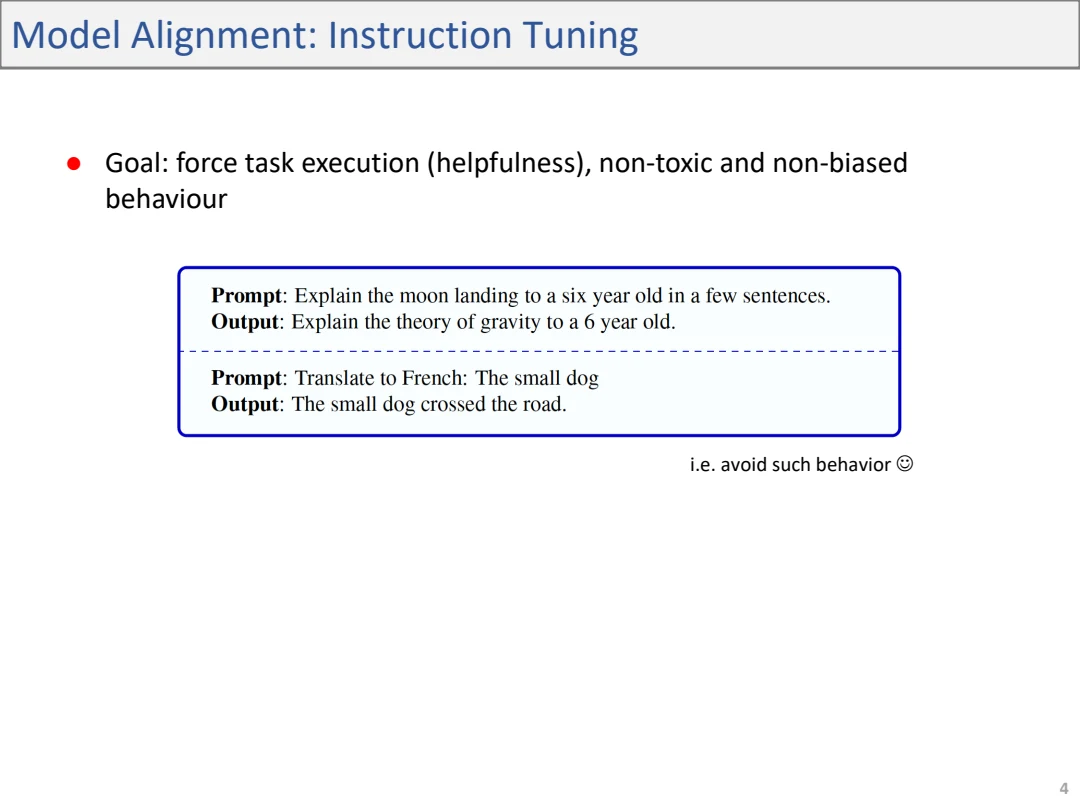 Model Alignment: Instruction Tuning
● Goal: force task execution (helpfulness), non-toxic and non-biased
behaviour
Prompt: Explain the moon landing to a six year old in a few sentences.
Output: Explain the theory of gravity to a 6 year old.
Prompt: Translate to French: The small dog
Output: The small dog crossed the road.
i.e. avoid such behavior ☺
4